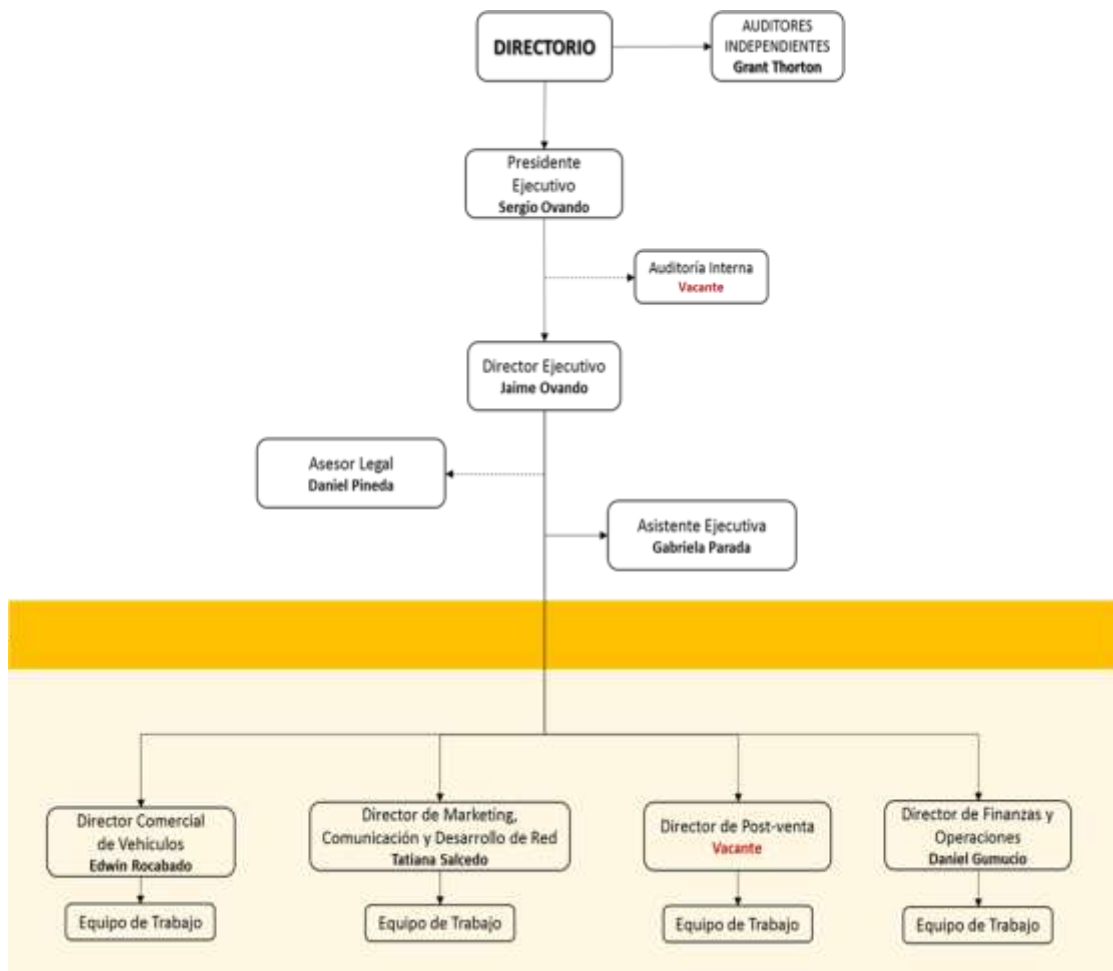 DIRECTORIO
AUDITORES
INDEPENDIENTES
Grant Thorton
Presidente
Ejecutivo
Sergio Ovando
Auditoría Interna
Vacante
Director Ejecutivo
Jaime Ovando
Asesor Legal
Daniel Pineda
Asistente Ejecutiva
Gabriela Parada
Director Comercial
de Vehículos
Edwin Rocabado
Director de Marketing,
Comunicación y Desarrollo de Red
Tatiana Salcedo
Director de Post-venta
Vacante
Director de Finanzas y
Operaciones
Daniel Gumucio
Equipo de Trabajo
Equipo de Trabajo
Equipo de Trabajo
Equipo de Trabajo